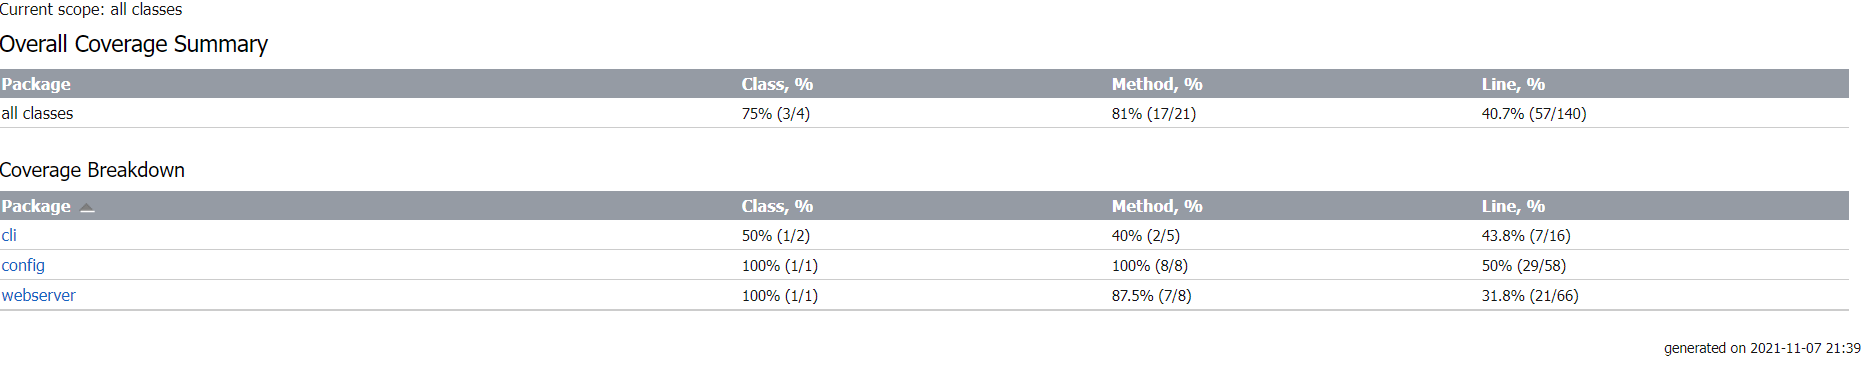 Current scope: all classes
Overall Coverage Summary
Package Class, % Method, % Line, %
all classes 75% (3/4) 81% (17/21) 40.7% (57/140)
Coverage Breakdown
Package Class, % Method, % Line, %
cli 50% (1/2) 40% (2/5) 43.8% (7/16)
config 100% (1/1) 100% (8/8) 50% (29/58)
webserver 100% (1/1) 87.5% (7/8) 31.8% (21/66)
generated on 2021-11-07 21:39